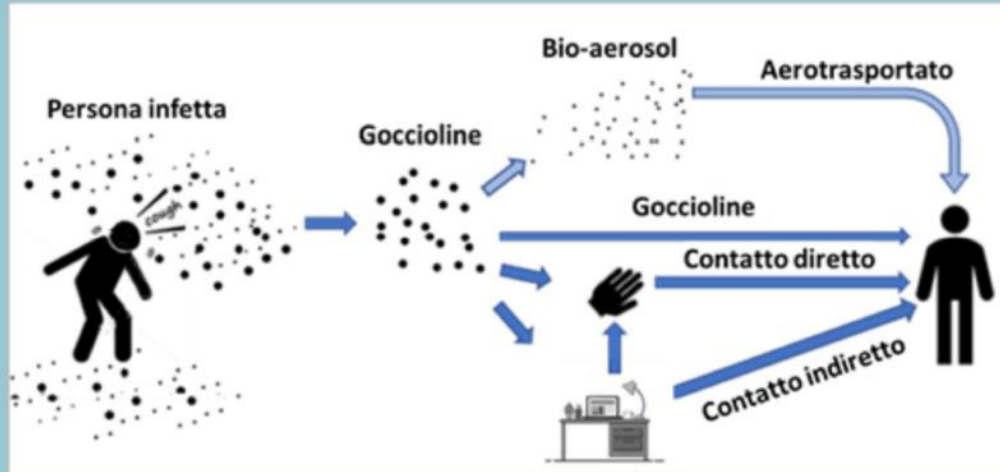 Bio-aerosol
Aerotrasportato
Persona infetta
Goccioline
cough
Goccioline
Contatto diretto
Contatto indiretto